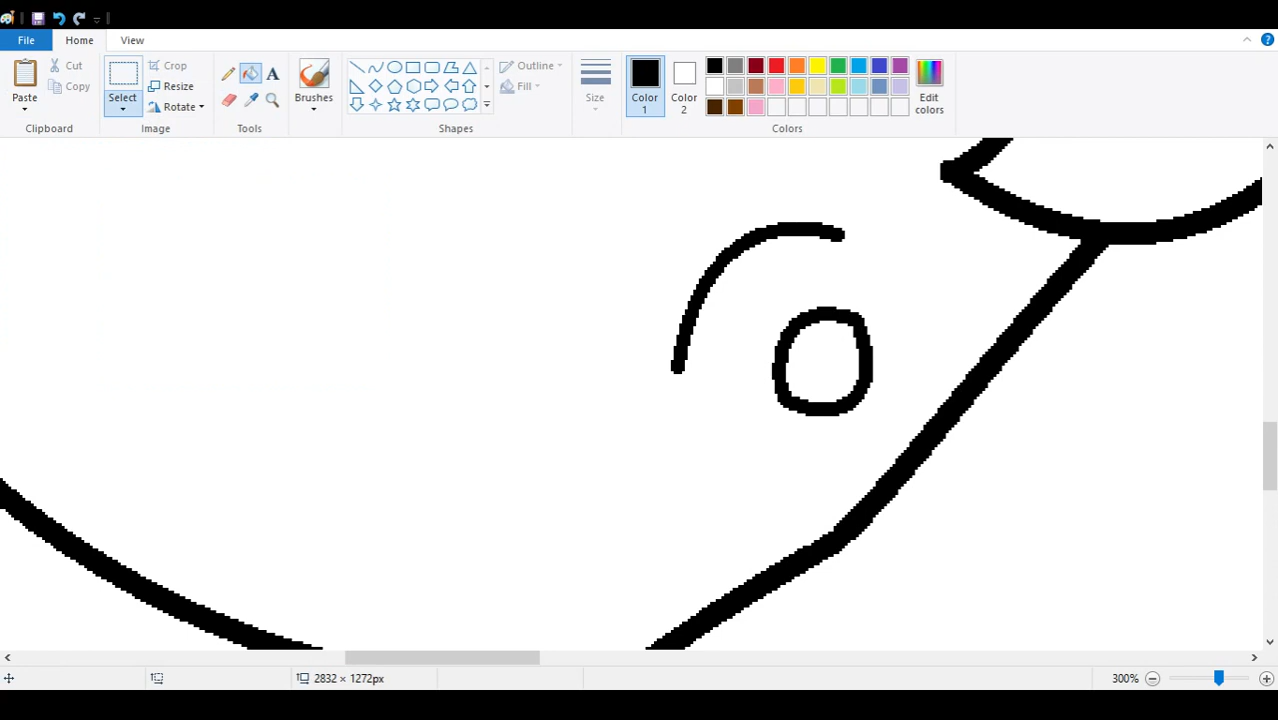 File Home View
Paste Cut Copy Clipboard
Select Crop Resize Rotate Image
A Tools
Brushes
Outline Fill Shapes
Size
Color 1 Color 2 Edit colors Colors
2832 × 1272px 300%